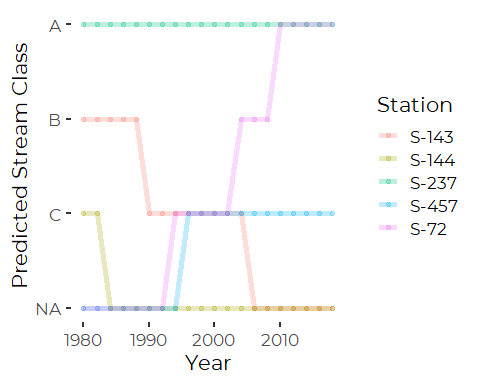 Predicted Stream Class
A
B
C
NA
1980
1990
2000
2010
Year
Station
S-143
S-144
S-237
S-457
S-72